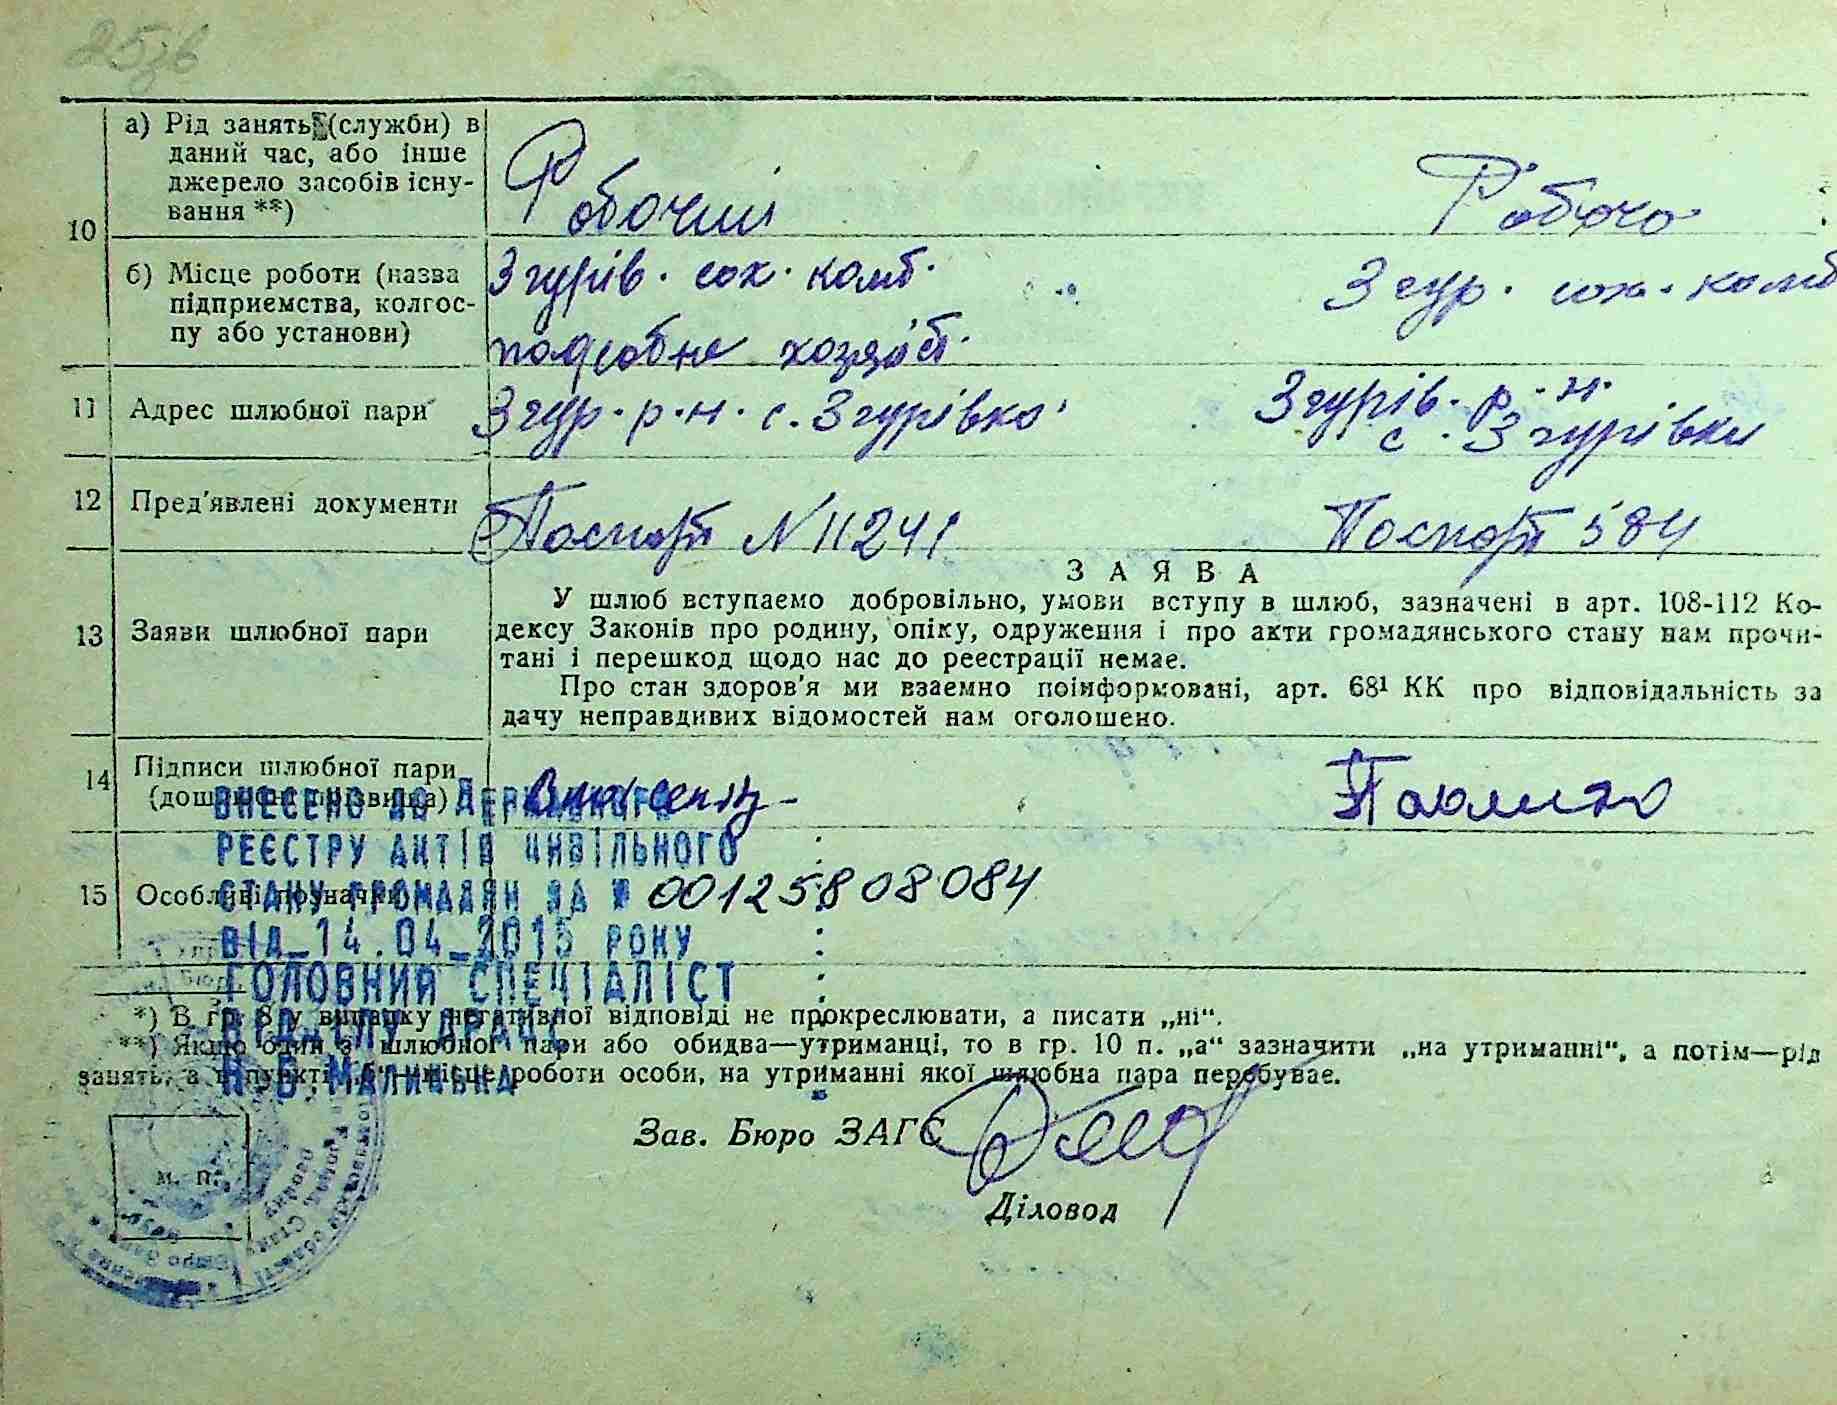 256
10
а) Рід занять (служби) в
даний час, або інше
джерело засобів існу-
вання **)
Робочий
Робоча
б) Місце роботи (назва
підприємства, колгос-
пу або установи)
Згурів. сах. комб.
подсобне хозяйст.
Згур. сах. комб
11 Адрес шлюбної пари
Згур. р-н. с. Згурівка
Згурів. р-н.
с. Згурівки
12 Пред'явлені документи
Паспорт N 11241
Паспорт 584
ЗАЯВА
13 Заяви шлюбної пари
У шлюб вступаємо добровільно, умови вступу в шлюб, зазначені в арт. 108-112 Ко-
дексу Законів про родину, опіку, одруження і про акти громадянського стану нам прочи-
тані і перешкод щодо нас до реєстрації немає.
Про стан здоров'я ми взаємно поінформовані, арт. 68¹ КК про відповідальність за
дачу неправдивих відомостей нам оголошено.
14 Підписи шлюбної пари
(дошлюбні прізвища)
15 Особливі позначки
ВНЕСЕНО ДО ДЕРЖАВНОГО
РЕЄСТРУ АКТІВ ЦИВІЛЬНОГО
СТАНУ ГРОМАДЯН ЗА № 00125808084
ВІД 14.04.2015 РОКУ
ГОЛОВНИЙ СПЕЦІАЛІСТ
ВІДДІЛУ ДРАЦС
*) В гр. 8 у випадку негативної відповіді не прокреслювати, а писати „ні“.
**) Якщо один з шлюбної пари або обидва—утриманці, то в гр. 10 п. „а“ зазначити „на утриманні“, а потім—рід
занять, а в пункті „б“—місце роботи особи, на утриманні якої шлюбна пара перебуває.
Зав. Бюро ЗАГС
Діловод
М. П.